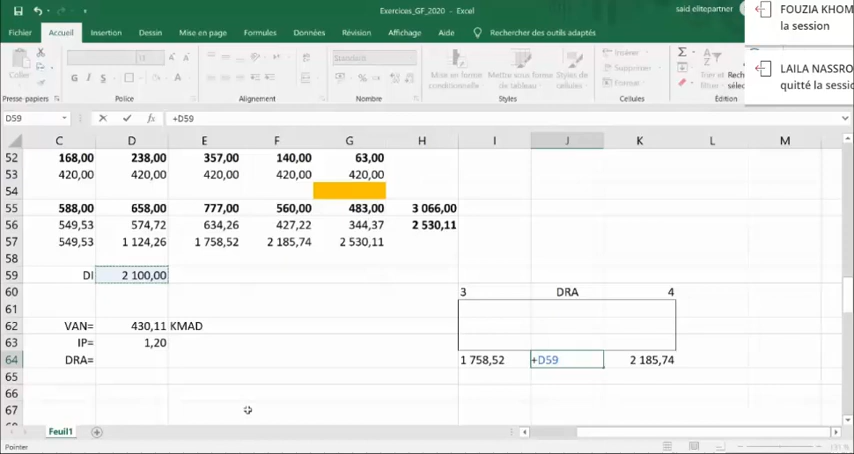 Exercices_GF_2020 - Excel
said elitepartner
FOUZIA KHOM
la session
LAILA NASSRO
quitté la sessio
Fichier Accueil Insertion Dessin Mise en page Formules Données Révision Affichage Aide Rechercher des outils adaptés
Coller
Standard
Mise en forme conditionnelle
Mettre sous forme de tableau
Styles de cellules
Insérer
Supprimer
Format
Trier et
Rech
sélec
Presse-papiers Police Alignement Nombre Styles Cellules Édition
D59 fx +D59
C D E F G H I J K L M
52 168,00 238,00 357,00 140,00 63,00
53 420,00 420,00 420,00 420,00 420,00
54
55 588,00 658,00 777,00 560,00 483,00 3 066,00
56 549,53 574,72 634,26 427,22 344,37 2 530,11
57 549,53 1 124,26 1 758,52 2 185,74 2 530,11
58
59 DI 2 100,00
60 3 DRA 4
61
62 VAN= 430,11 KMAD
63 IP= 1,20
64 DRA= 1 758,52 +D59 2 185,74
65
66
67
Feuil1
Pointer